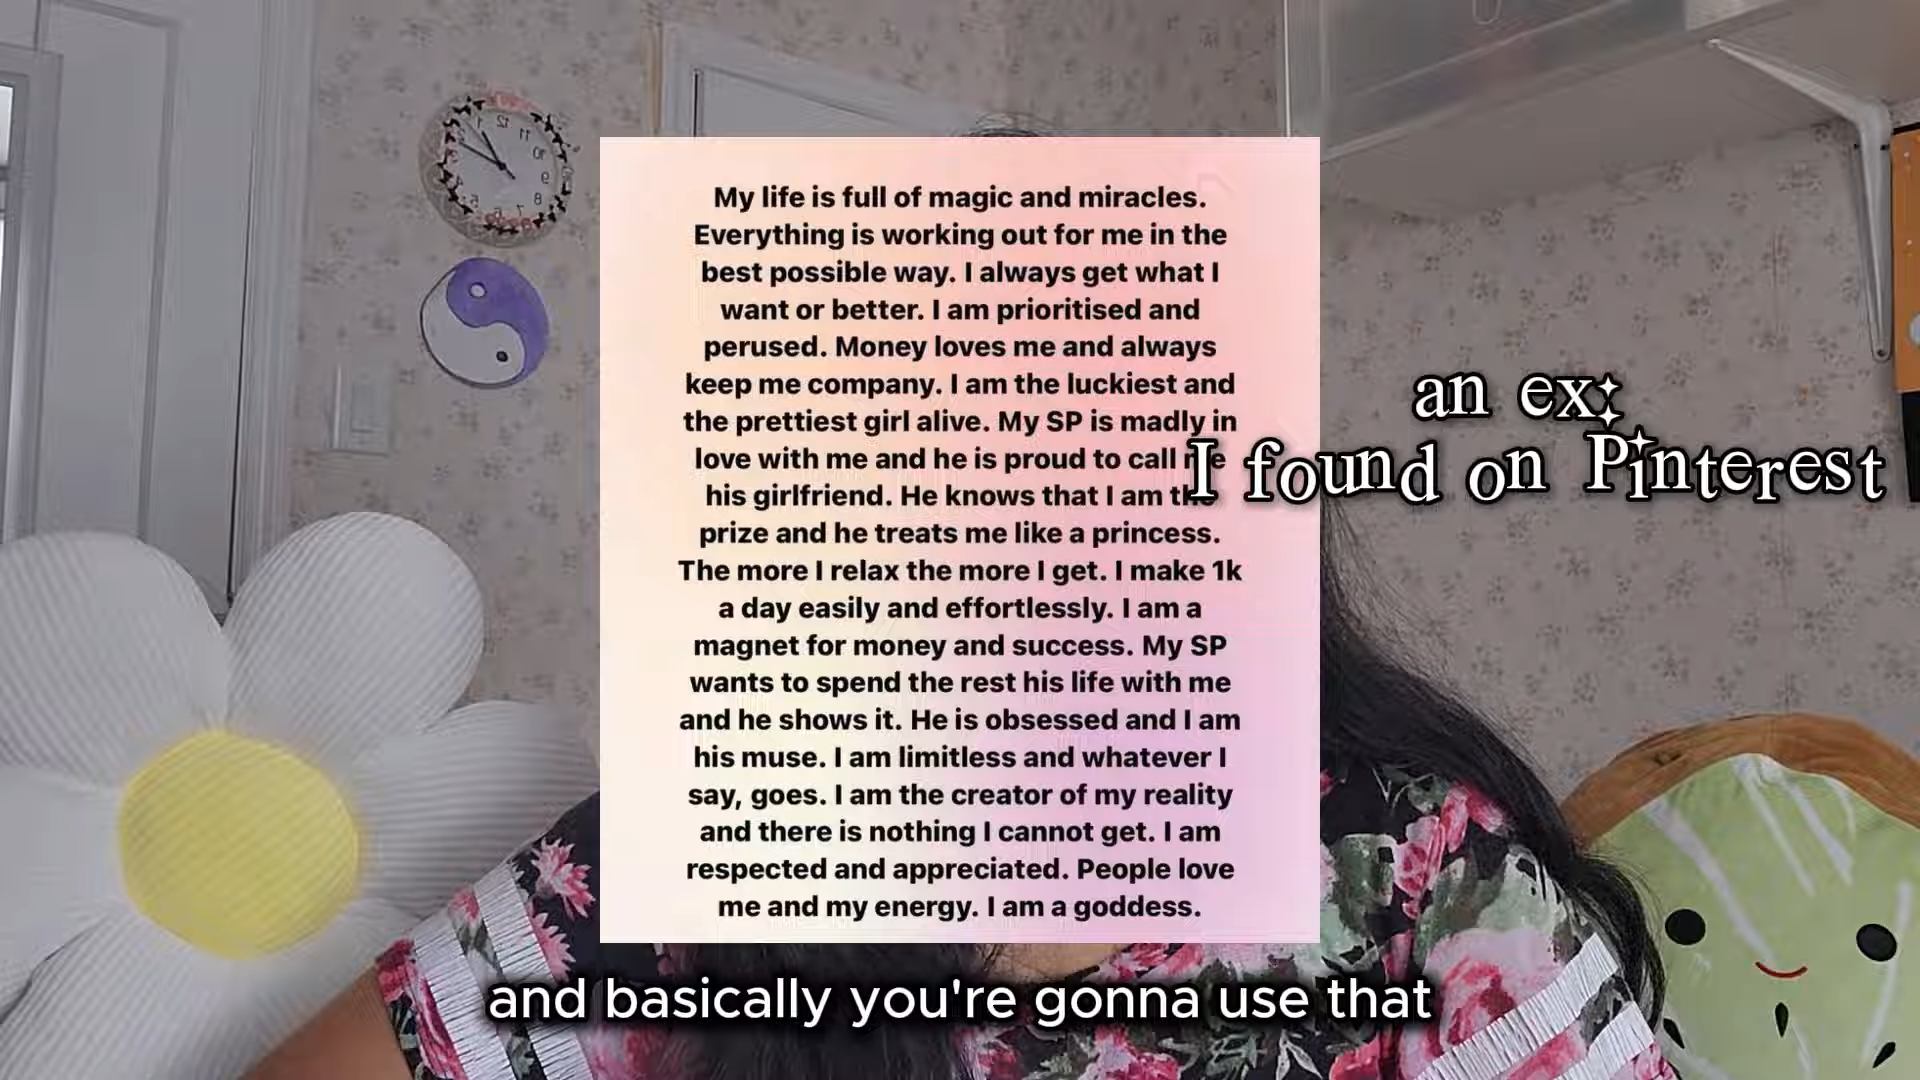 My life is full of magic and miracles.
Everything is working out for me in the
best possible way. I always get what I
want or better. I am prioritised and
perused. Money loves me and always
keep me company. I am the luckiest and
the prettiest girl alive. My SP is madly in
love with me and he is proud to call me
his girlfriend. He knows that I am the
prize and he treats me like a princess.
The more I relax the more I get. I make 1k
a day easily and effortlessly. I am a
magnet for money and success. My SP
wants to spend the rest his life with me
and he shows it. He is obsessed and I am
his muse. I am limitless and whatever I
say, goes. I am the creator of my reality
and there is nothing I cannot get. I am
respected and appreciated. People love
me and my energy. I am a goddess.
an ex:
I found on Pinterest
and basically you're gonna use that